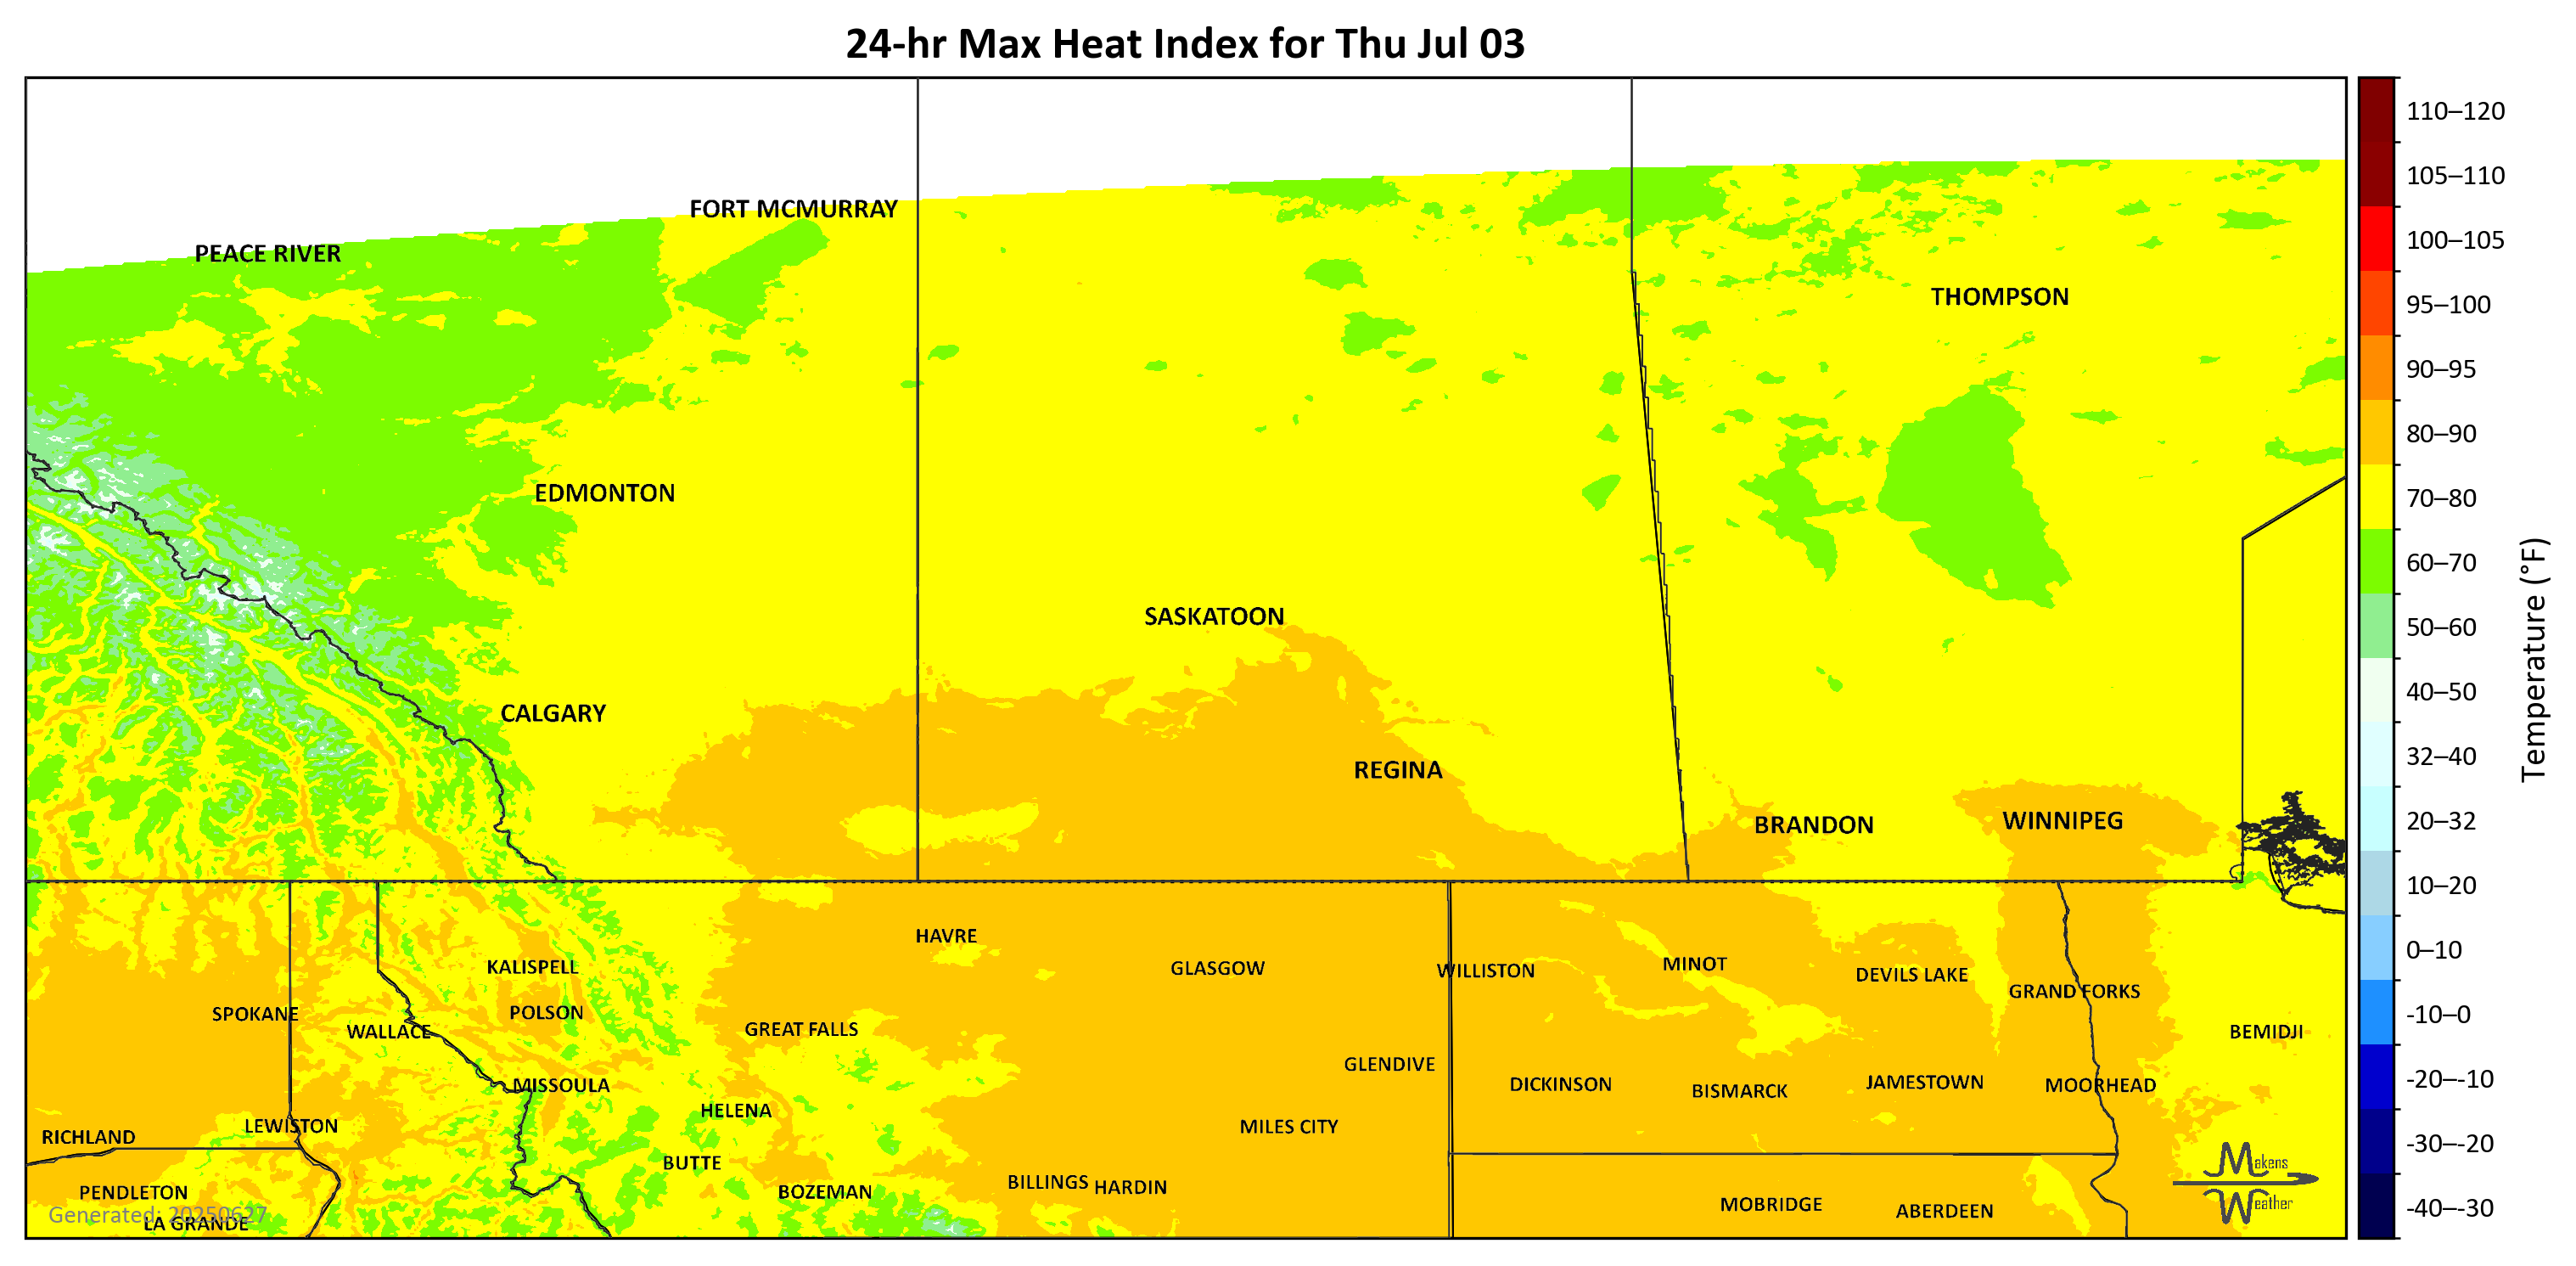 24-hr Max Heat Index for Thu Jul 03
FORT MCMURRAY
PEACE RIVER
THOMPSON
EDMONTON
SASKATOON
CALGARY
REGINA
BRANDON
WINNIPEG
HAVRE
KALISPELL
GLASGOW
WILLISTON
MINOT
DEVILS LAKE
GRAND FORKS
SPOKANE
POLSON
WALLACE
GREAT FALLS
BEMIDJI
GLENDIVE
MISSOULA
DICKINSON
BISMARCK
JAMESTOWN
MOORHEAD
HELENA
LEWISTON
MILES CITY
RICHLAND
BUTTE
BILLINGS
HARDIN
PENDLETON
BOZEMAN
MOBRIDGE
ABERDEEN
Generated: 20250627
LA GRANDE
Makens
Weather
110–120
105–110
100–105
95–100
90–95
80–90
70–80
60–70
50–60
40–50
32–40
20–32
10–20
0–10
-10–0
-20–-10
-30–-20
-40–-30
Temperature (°F)